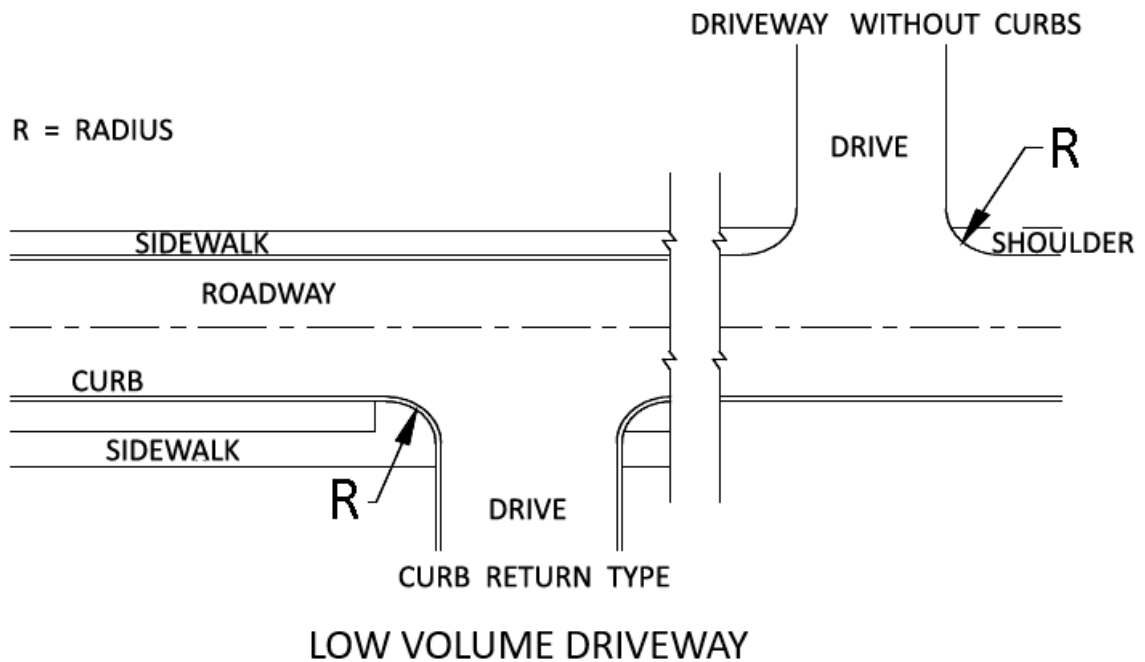 DRIVEWAY WITHOUT CURBS
R = RADIUS
DRIVE
R
SIDEWALK
SHOULDER
ROADWAY
CURB
SIDEWALK
R
DRIVE
CURB RETURN TYPE
LOW VOLUME DRIVEWAY